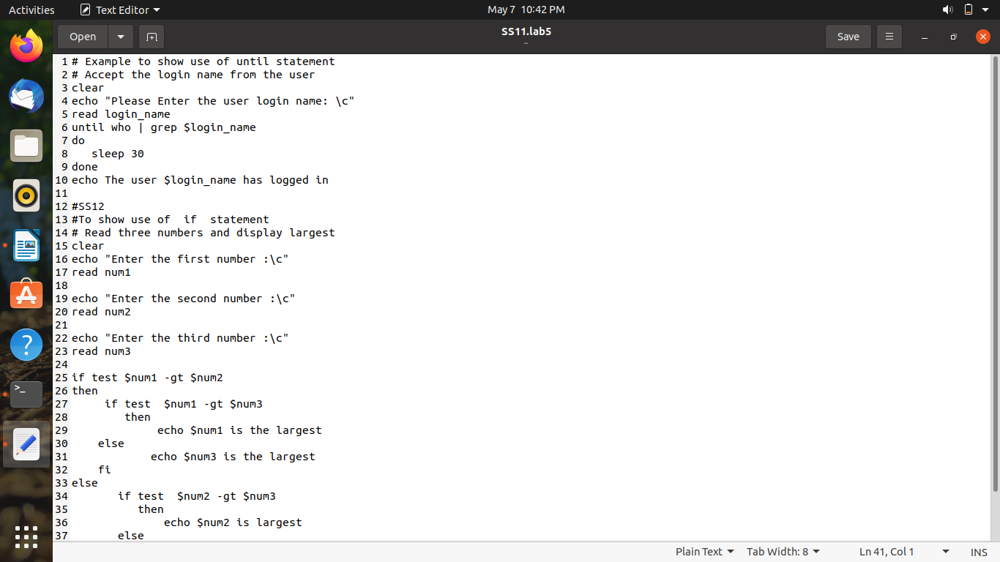 Activities Text Editor May 7 10:42 PM
Open SS11.lab5 Save
~
1 # Example to show use of until statement
2 # Accept the login name from the user
3 clear
4 echo "Please Enter the user login name: \c"
5 read login_name
6 until who | grep $login_name
7 do
8    sleep 30
9 done
10 echo The user $login_name has logged in
11
12 #SS12
13 #To show use of  if  statement
14 # Read three numbers and display largest
15 clear
16 echo "Enter the first number :\c"
17 read num1
18
19 echo "Enter the second number :\c"
20 read num2
21
22 echo "Enter the third number :\c"
23 read num3
24
25 if test $num1 -gt $num2
26 then
27      if test  $num1 -gt $num3
28         then
29              echo $num1 is the largest
30     else
31             echo $num3 is the largest
32     fi
33 else
34        if test  $num2 -gt $num3
35           then
36               echo $num2 is largest
37        else
Plain Text Tab Width: 8 Ln 41, Col 1 INS